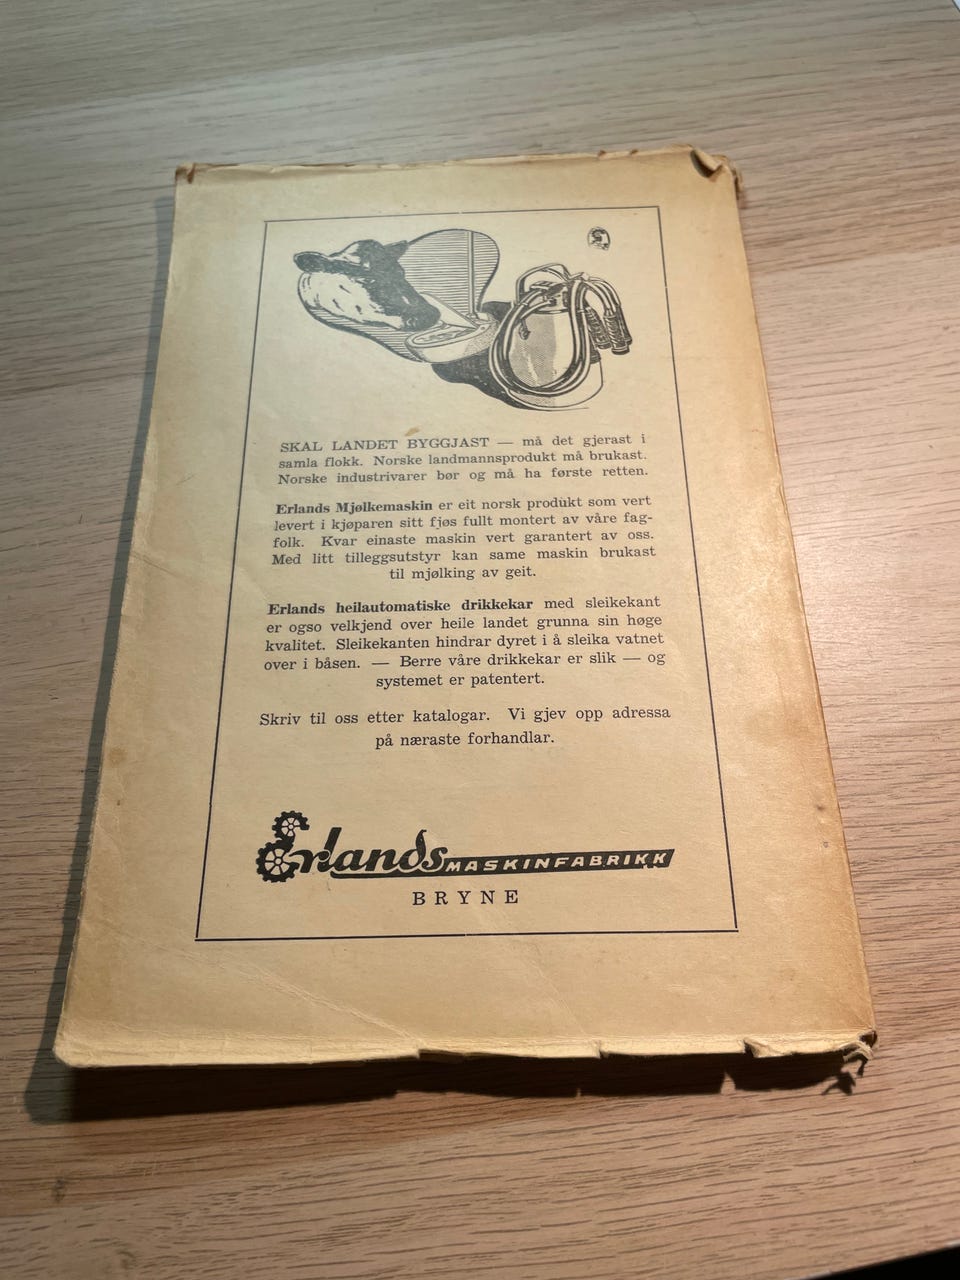 SKAL LANDET BYGGJAST — må det gjerast i
samla flokk. Norske landmannsprodukt må brukast.
Norske industrivarer bør og må ha første retten.
Erlands Mjølkemaskin er eit norsk produkt som vert
levert i kjøparen sitt fjøs fullt montert av våre fag-
folk. Kvar einaste maskin vert garantert av oss.
Med litt tilleggsutstyr kan same maskin brukast
til mjølking av geit.
Erlands heilautomatiske drikkekar med sleikekant
er ogso velkjend over heile landet grunna sin høge
kvalitet. Sleikekanten hindrar dyret i å sleika vatnet
over i båsen. — Berre våre drikkekar er slik — og
systemet er patentert.
Skriv til oss etter katalogar. Vi gjev opp adressa
på næraste forhandlar.
Erlands MASKINFABRIKK
BRYNE